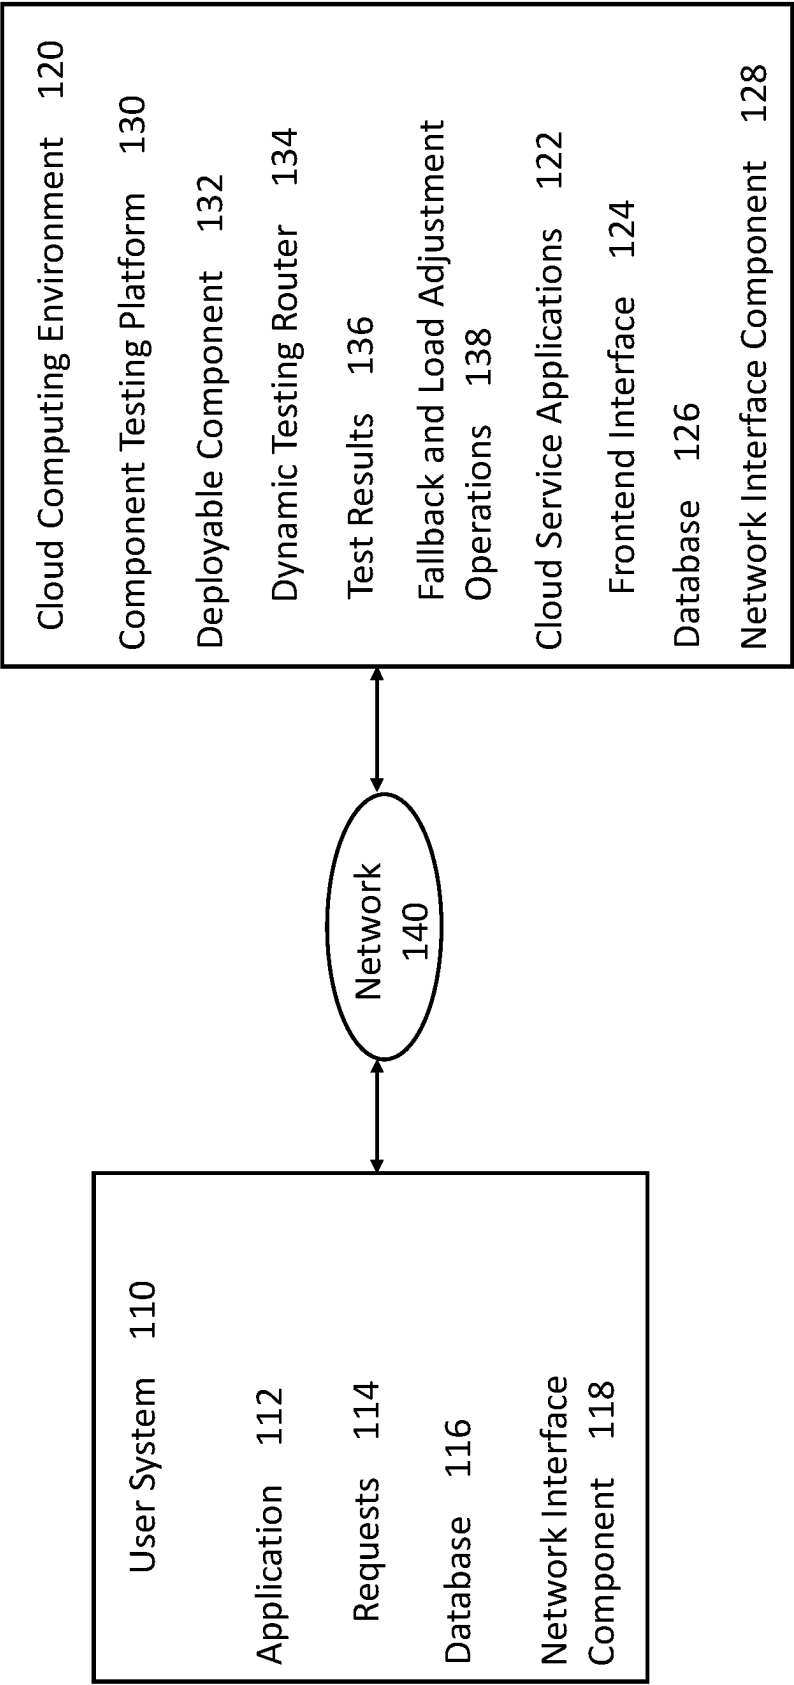 User System 110
Application 112
Requests 114
Database 116
Network Interface
Component 118
Network
140
Cloud Computing Environment 120
Component Testing Platform 130
Deployable Component 132
Dynamic Testing Router 134
Test Results 136
Fallback and Load Adjustment
Operations 138
Cloud Service Applications 122
Frontend Interface 124
Database 126
Network Interface Component 128